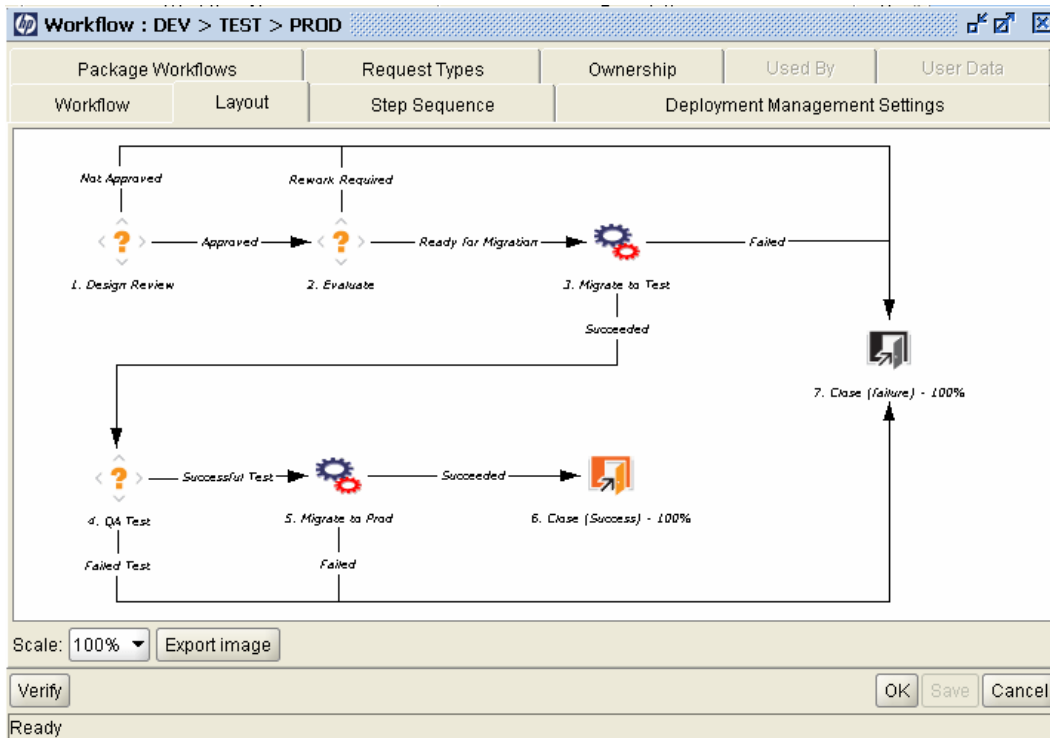 hp Workflow : DEV > TEST > PROD
Package Workflows Request Types Ownership Used By User Data
Workflow Layout Step Sequence Deployment Management Settings
Not Approved Rework Required
? Approved ? Ready for Migration Failed
1. Design Review 2. Evaluate 3. Migrate to Test
Succeeded
7. Close (failure) - 100%
? Successful Test Succeeded
4. QA Test 5. Migrate to Prod 6. Close (Success) - 100%
Failed Test Failed
Scale: 100% Export image
Verify OK Save Cancel
Ready